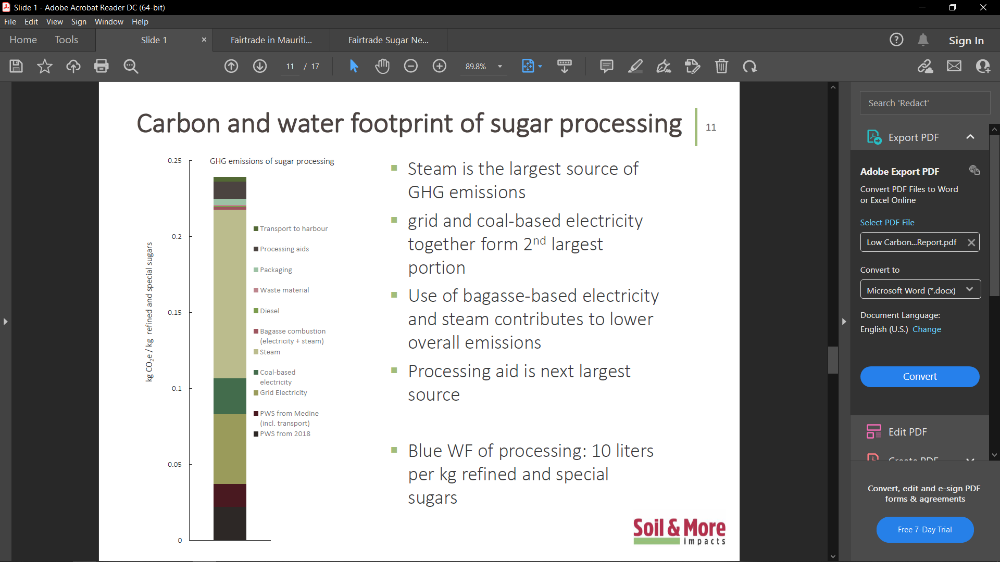 Slide 1 - Adobe Acrobat Reader DC (64-bit)
File Edit View Sign Window Help
Home Tools Slide 1 × Fairtrade in Mauriti... Fairtrade Sugar Ne... Sign In
11 / 17 89.8%
Carbon and water footprint of sugar processing 11
GHG emissions of sugar processing
kg CO₂e / kg refined and special sugars
0.25
0.2
0.15
0.1
0.05
0
Transport to harbour
Processing aids
Packaging
Waste material
Diesel
Bagasse combustion
(electricity + steam)
Steam
Coal-based
electricity
Grid Electricity
PWS from Medine
(incl. transport)
PWS from 2018
Steam is the largest source of
GHG emissions
grid and coal-based electricity
together form 2nd largest
portion
Use of bagasse-based electricity
and steam contributes to lower
overall emissions
Processing aid is next largest
source
Blue WF of processing: 10 liters
per kg refined and special
sugars
Soil & More
impacts
Search 'Redact'
Export PDF
Adobe Export PDF
Convert PDF Files to Word
or Excel Online
Select PDF File
Low Carbon...Report.pdf
Convert to
Microsoft Word (*.docx)
Document Language:
English (U.S.) Change
Convert
Edit PDF
Create PDF
Convert, edit and e-sign PDF
forms & agreements
Free 7-Day Trial